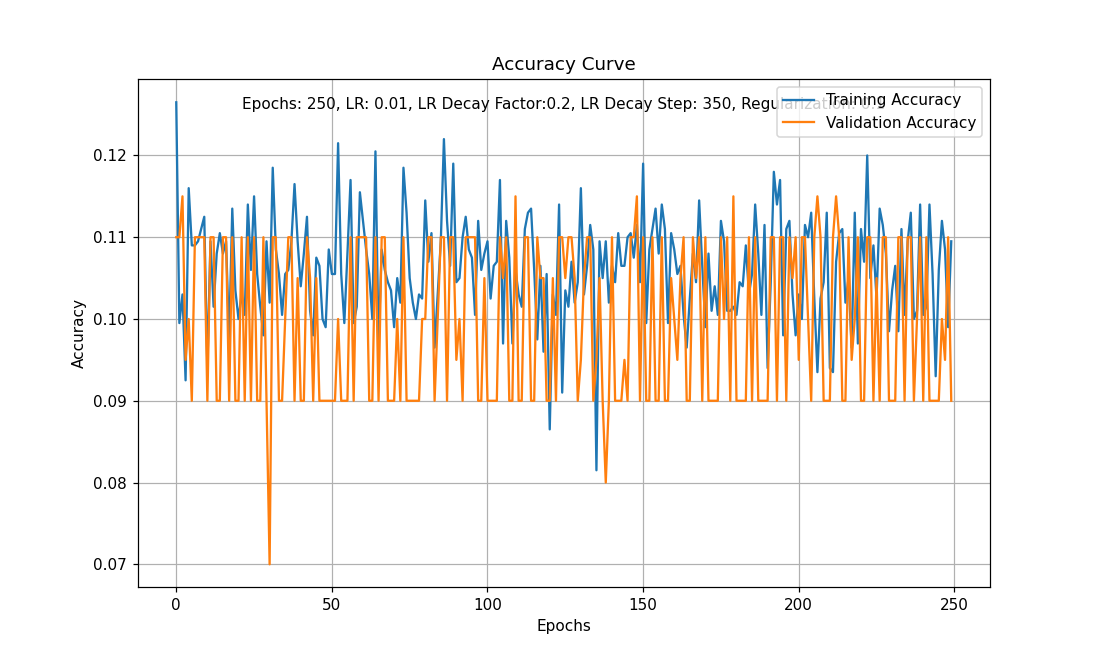 Accuracy Curve
Epochs: 250, LR: 0.01, LR Decay Factor:0.2, LR Decay Step: 350, Regularization:
Training Accuracy
Validation Accuracy
0.12
0.11
0.10
0.09
0.08
0.07
Accuracy
0 50 100 150 200 250
Epochs